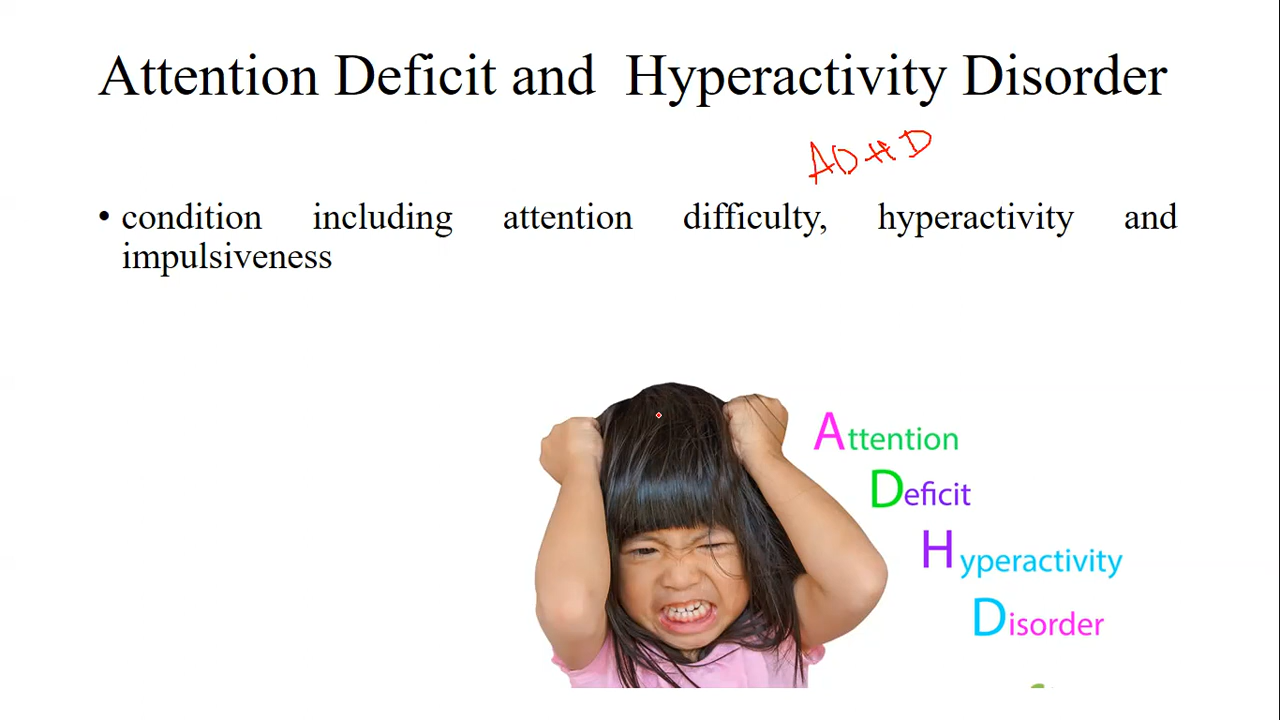 Attention Deficit and Hyperactivity Disorder
ADHD
• condition including attention difficulty, hyperactivity and
impulsiveness
Attention
Deficit
Hyperactivity
Disorder